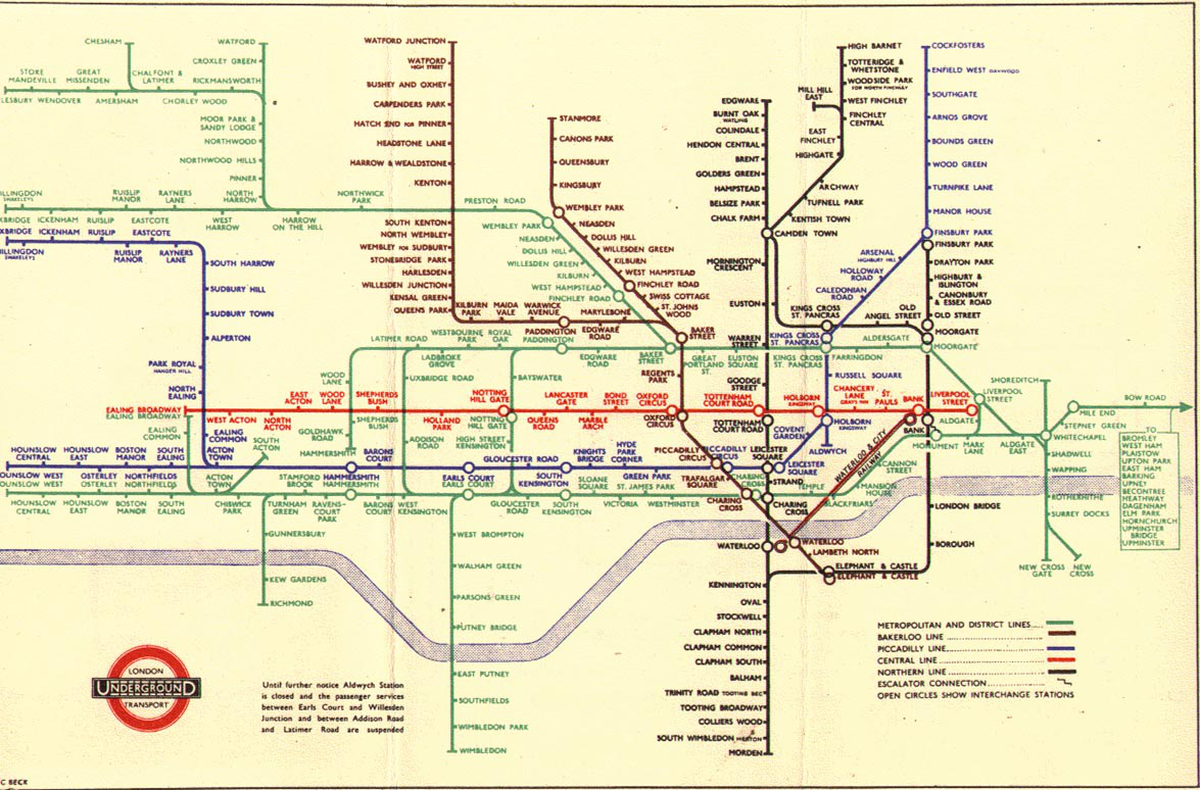 CHESHAM
WATFORD
CROXLEY GREEN
STOKE
MANDEVILLE
GREAT
MISSENDEN
CHALFONT &
LATIMER
RICKMANSWORTH
LESBURY WENDOVER
AMERSHAM
CHORLEY WOOD
MOOR PARK &
SANDY LODGE
NORTHWOOD
NORTHWOOD HILLS
PINNER
NORTH
HARROW
LLINGDON
RUISLIP
MANOR
RAYNERS
LANE
NORTHWICK
PARK
PRESTON ROAD
XBRIDGE
ICKENHAM
RUISLIP
EASTCOTE
WEST
HARROW
HARROW
ON THE HILL
XBRIDGE
ICKENHAM
RUISLIP
EASTCOTE
ILLINGDON
RUISLIP
MANOR
RAYNERS
LANE
SOUTH HARROW
SUDBURY HILL
SUDBURY TOWN
ALPERTON
PARK ROYAL
HANGER HILL
NORTH
EALING
EALING BROADWAY
EALING BROADWAY
EALING
COMMON
EALING
COMMON
WATFORD JUNCTION
WATFORD
HIGH STREET
BUSHEY AND OXHEY
CARPENDERS PARK
HATCH END FOR PINNER
HEADSTONE LANE
HARROW & WEALDSTONE
KENTON
SOUTH KENTON
NORTH WEMBLEY
WEMBLEY FOR SUDBURY
STONEBRIDGE PARK
HARLESDEN
WILLESDEN JUNCTION
KENSAL GREEN
QUEENS PARK
KILBURN
PARK
MAIDA
VALE
WARWICK
AVENUE
PADDINGTON
EDGWARE
ROAD
MARYLEBONE
BAKER
STREET
STANMORE
CANONS PARK
QUEENSBURY
KINGSBURY
WEMBLEY PARK
NEASDEN
DOLLIS HILL
WILLESDEN GREEN
KILBURN
WEST HAMPSTEAD
FINCHLEY ROAD
SWISS COTTAGE
ST. JOHNS
WOOD
WEMBLEY PARK
NEASDEN
DOLLIS HILL
WILLESDEN GREEN
KILBURN
WEST HAMPSTEAD
FINCHLEY ROAD
EDGWARE
BURNT OAK
WATLING
COLINDALE
HENDON CENTRAL
BRENT
GOLDERS GREEN
HAMPSTEAD
BELSIZE PARK
CHALK FARM
CAMDEN TOWN
MORNINGTON
CRESCENT
EUSTON
WARREN
STREET
GOODGE
STREET
HIGH BARNET
TOTTERIDGE &
WHETSTONE
WOODSIDE PARK
FOR NORTH FINCHLEY
MILL HILL
EAST
WEST FINCHLEY
FINCHLEY
CENTRAL
EAST
FINCHLEY
HIGHGATE
ARCHWAY
TUFNELL PARK
KENTISH TOWN
COCKFOSTERS
ENFIELD WEST OAKWOOD
SOUTHGATE
ARNOS GROVE
BOUNDS GREEN
WOOD GREEN
TURNPIKE LANE
MANOR HOUSE
FINSBURY PARK
FINSBURY PARK
ARSENAL
HIGHBURY HILL
HOLLOWAY
ROAD
CALEDONIAN
ROAD
DRAYTON PARK
HIGHBURY &
ISLINGTON
CANONBURY
& ESSEX ROAD
OLD STREET
MOORGATE
MOORGATE
KINGS CROSS
ST. PANCRAS
ANGEL
OLD
STREET
KINGS CROSS
ST. PANCRAS
ALDERSGATE
FARRINGDON
LATIMER ROAD
WESTBOURNE
PARK
ROYAL
OAK
PADDINGTON
LADBROKE
GROVE
EDGWARE
ROAD
BAKER
STREET
GREAT
PORTLAND
ST.
EUSTON
SQUARE
KINGS CROSS
ST. PANCRAS
WOOD
LANE
UXBRIDGE ROAD
BAYSWATER
REGENTS
PARK
RUSSELL SQUARE
EAST
ACTON
WOOD
LANE
SHEPHERDS
BUSH
NOTTING
HILL GATE
LANCASTER
GATE
BOND
STREET
OXFORD
CIRCUS
TOTTENHAM
COURT ROAD
HOLBORN
KINGSWAY
CHANCERY
LANE
GRAYS INN
ST.
PAULS
BANK
LIVERPOOL
STREET
WEST ACTON
NORTH
ACTON
HOLLAND
PARK
QUEENS
ROAD
MARBLE
ARCH
SHEPHERDS
BUSH
NOTTING
HILL GATE
OXFORD
CIRCUS
TOTTENHAM
COURT ROAD
COVENT
GARDEN
HOLBORN
KINGSWAY
ALDWYCH
BANK
LIVERPOOL
STREET
ALDGATE
SHOREDITCH
GOLDHAWK
ROAD
HAMMERSMITH
ADDISON
ROAD
HIGH STREET
KENSINGTON
SOUTH
ACTON
HOUNSLOW
WEST
HOUNSLOW
EAST
BOSTON
MANOR
SOUTH
EALING
ACTON
TOWN
BARONS
COURT
GLOUCESTER ROAD
KNIGHTS
BRIDGE
HYDE
PARK
CORNER
PICCADILLY
CIRCUS
PICCADILLY
CIRCUS
LEICESTER
SQUARE
LEICESTER
SQUARE
OUNSLOW WEST
OSTERLEY
NORTHFIELDS
OUNSLOW WEST
OSTERLEY
NORTHFIELDS
ACTON
TOWN
STAMFORD
BROOK
HAMMERSMITH
HAMMERSMITH
EARLS COURT
EARLS COURT
SOUTH
KENSINGTON
SLOANE
SQUARE
GREEN PARK
ST. JAMES PARK
TRAFALGAR
SQUARE
CHARING
CROSS
STRAND
TEMPLE
WATERLOO & CITY
RAILWAY
CANNON
STREET
MANSION
HOUSE
MONUMENT
MARK
LANE
ALDGATE
EAST
HOUNSLOW
CENTRAL
HOUNSLOW
EAST
BOSTON
MANOR
SOUTH
EALING
CHISWICK
PARK
TURNHAM
GREEN
RAVENS-
COURT
PARK
BARONS
COURT
WEST
KENSINGTON
GLOUCESTER
ROAD
SOUTH
KENSINGTON
VICTORIA
WESTMINSTER
CHARING
CROSS
CHARING
CROSS
BLACKFRIARS
BOW ROAD
MILE END
STEPNEY GREEN
WHITECHAPEL
SHADWELL
WAPPING
ROTHERHITHE
SURREY DOCKS
NEW CROSS
GATE
NEW
CROSS
TO
BROMLEY
WEST HAM
PLAISTOW
UPTON PARK
EAST HAM
BARKING
UPNEY
BECONTREE
HEATHWAY
DAGENHAM
ELM PARK
HORNCHURCH
UPMINSTER
BRIDGE
UPMINSTER
GUNNERSBURY
KEW GARDENS
RICHMOND
WEST BROMPTON
WALHAM GREEN
PARSONS GREEN
PUTNEY BRIDGE
EAST PUTNEY
SOUTHFIELDS
WIMBLEDON PARK
WIMBLEDON
WATERLOO
WATERLOO
LAMBETH NORTH
ELEPHANT & CASTLE
ELEPHANT & CASTLE
LONDON BRIDGE
BOROUGH
KENNINGTON
OVAL
STOCKWELL
CLAPHAM NORTH
CLAPHAM COMMON
CLAPHAM SOUTH
BALHAM
TRINITY ROAD TOOTING BEC
TOOTING BROADWAY
COLLIERS WOOD
SOUTH WIMBLEDON MERTON
MORDEN
METROPOLITAN AND DISTRICT LINES
BAKERLOO LINE
PICCADILLY LINE
CENTRAL LINE
NORTHERN LINE
ESCALATOR CONNECTION
OPEN CIRCLES SHOW INTERCHANGE STATIONS
LONDON
UNDERGROUND
TRANSPORT
Until further notice Aldwych Station
is closed and the passenger services
between Earls Court and Willesden
Junction and between Addison Road
and Latimer Road are suspended
C BECK